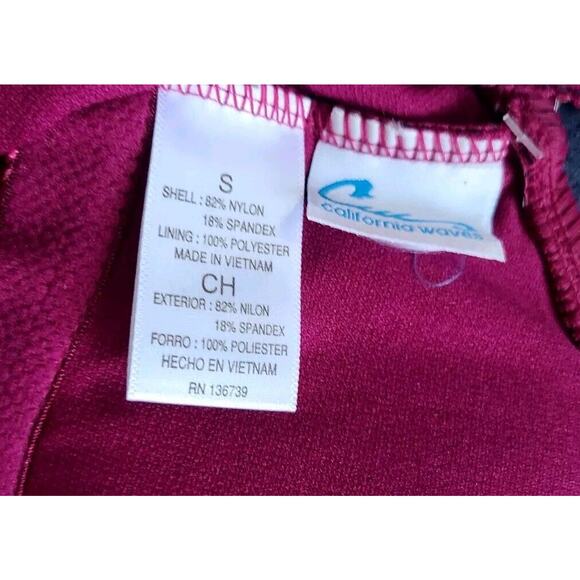 S
SHELL : 82% NYLON
18% SPANDEX
LINING : 100% POLYESTER
MADE IN VIETNAM
CH
EXTERIOR : 82% NILON
18% SPANDEX
FORRO : 100% POLIESTER
HECHO EN VIETNAM
RN 136739
california waves